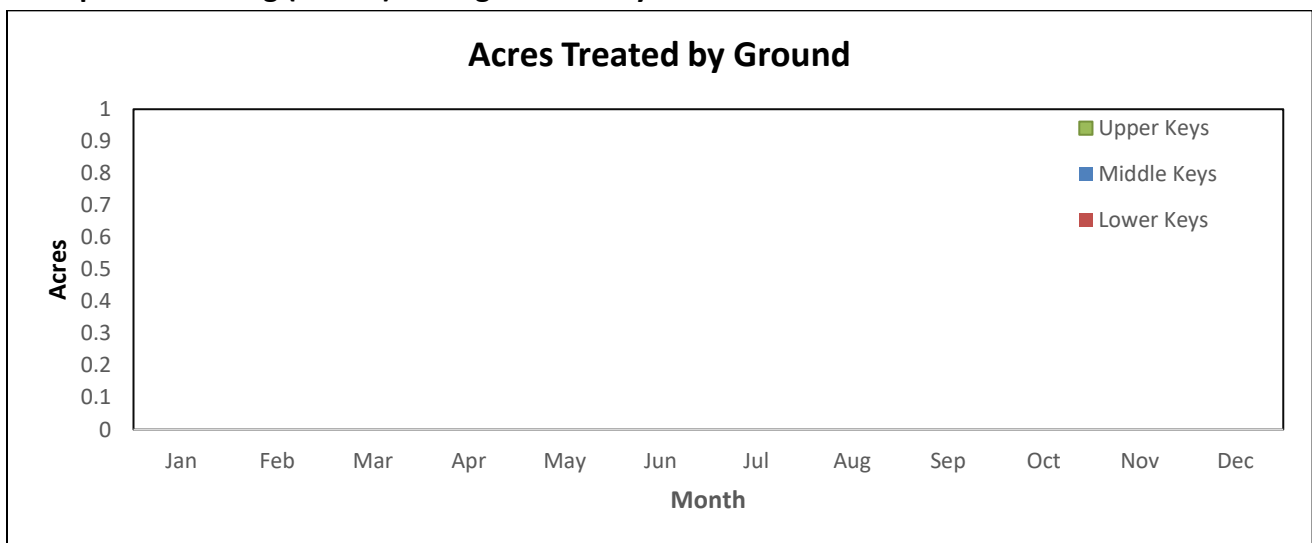 Acres Treated by Ground
1
0.9
0.8
0.7
0.6
0.5
0.4
0.3
0.2
0.1
0
Acres
Upper Keys
Middle Keys
Lower Keys
Jan Feb Mar Apr May Jun Jul Aug Sep Oct Nov Dec
Month